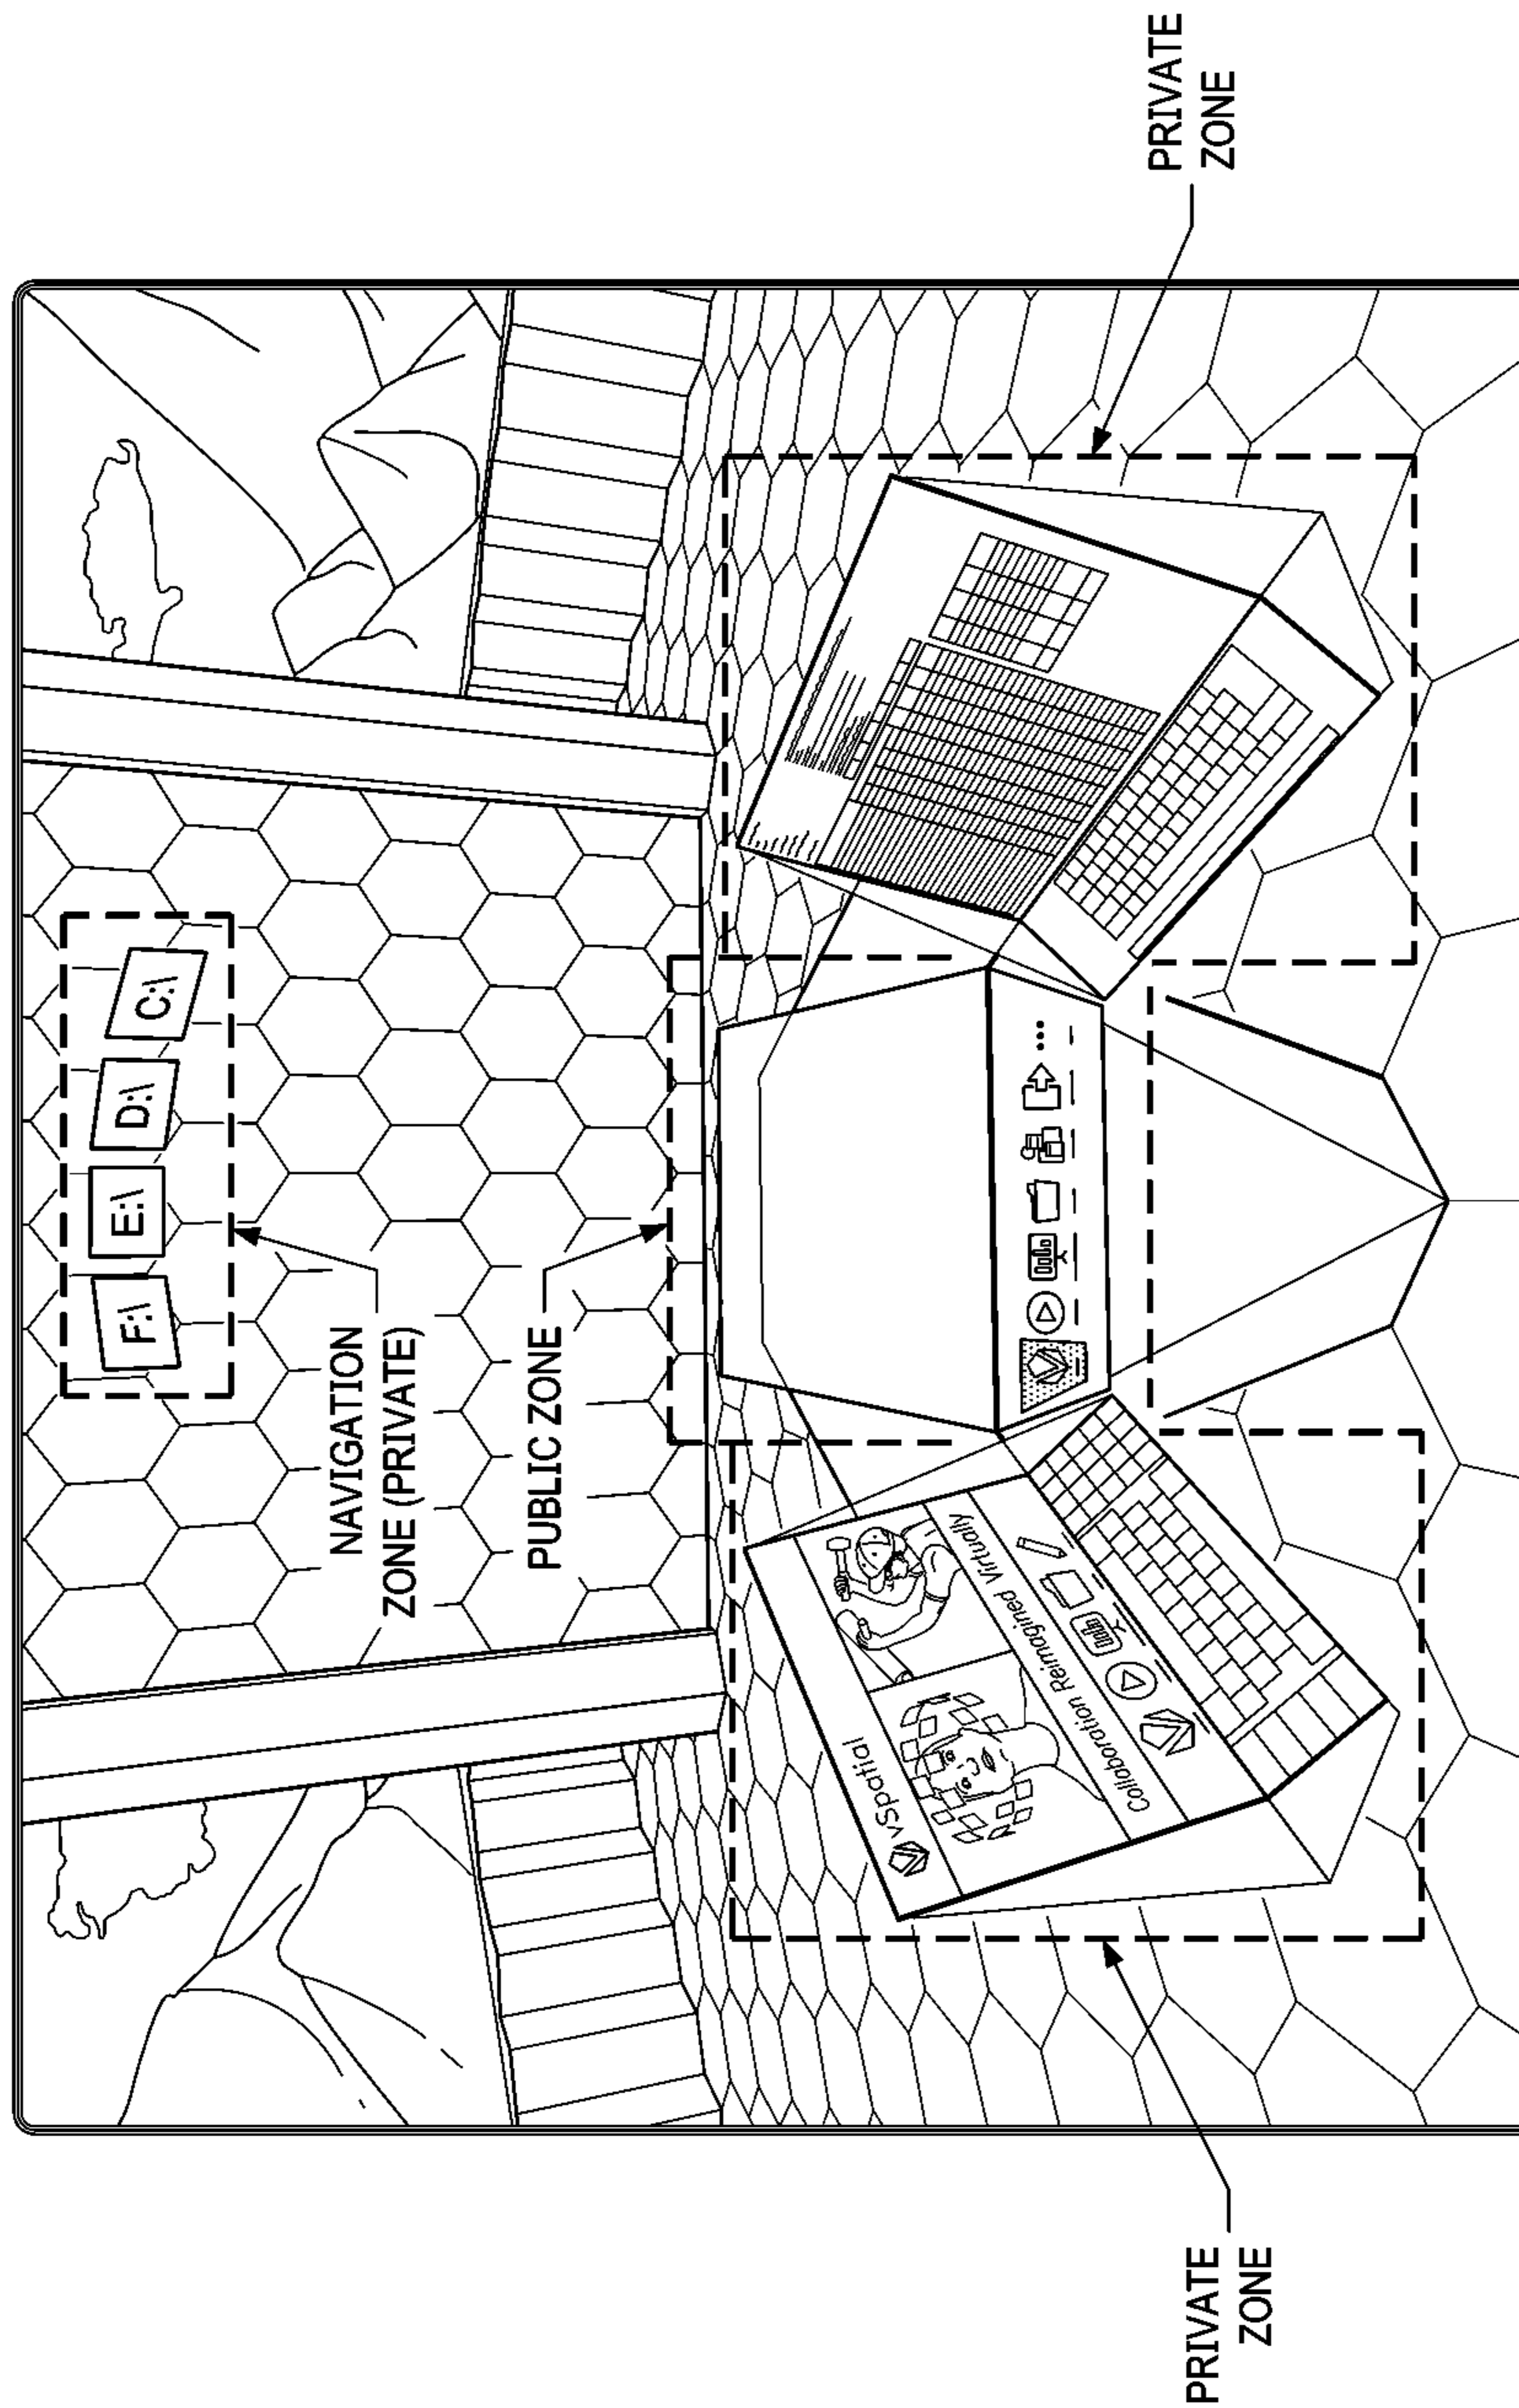 F:\ E:\ D:\ C:\
NAVIGATION
ZONE (PRIVATE)
PUBLIC ZONE
vSpatial
Collaboration Reimagined Virtually
PRIVATE
ZONE
PRIVATE
ZONE